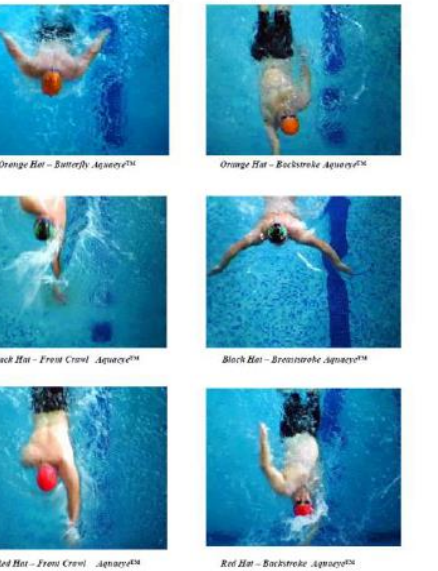 Orange Hat – Butterfly Aquaeye™
Orange Hat – Backstroke Aquaeye™
ack Hat – Front Crawl Aquaeye™
Black Hat – Breaststroke Aquaeye™
Red Hat – Front Crawl Aquaeye™
Red Hat – Backstroke Aquaeye™